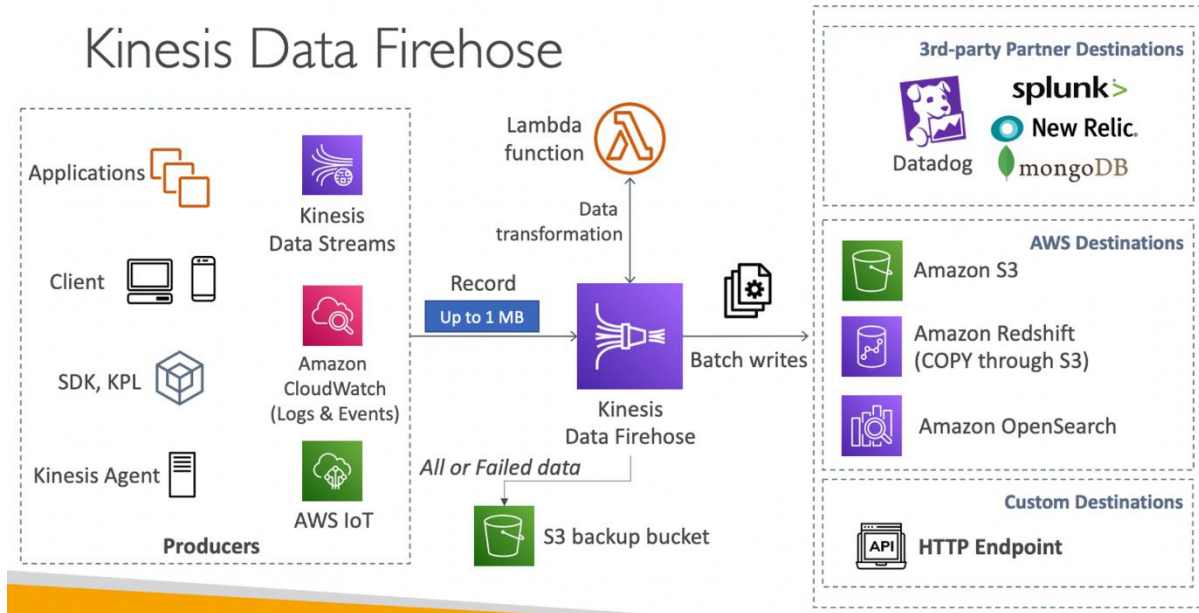 Kinesis Data Firehose
Applications
Client
SDK, KPL
Kinesis Agent
Kinesis
Data Streams
Amazon
CloudWatch
(Logs & Events)
AWS IoT
Producers
Record
Up to 1 MB
Lambda
function
Data
transformation
Kinesis
Data Firehose
All or Failed data
S3 backup bucket
Batch writes
3rd-party Partner Destinations
Datadog
splunk>
New Relic.
mongoDB
AWS Destinations
Amazon S3
Amazon Redshift
(COPY through S3)
Amazon OpenSearch
Custom Destinations
API
HTTP Endpoint